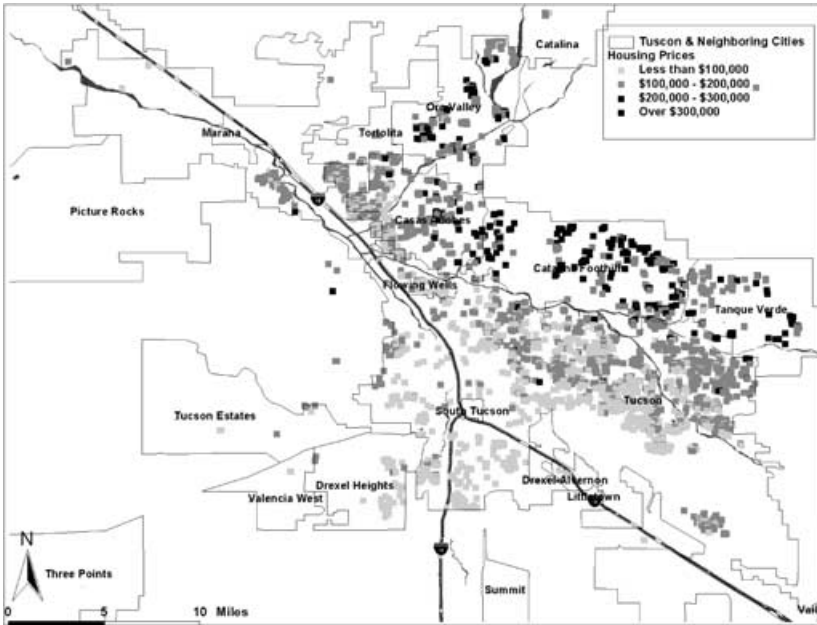 Catalina
Tuscon & Neighboring Cities
Housing Prices
Less than $100,000
$100,000 - $200,000
$200,000 - $300,000
Over $300,000
Oro Valley
Marana
Tortolita
Picture Rocks
Casas Adobes
Catalina Foothills
Flowing Wells
Tanque Verde
Tucson
South Tucson
Tucson Estates
Drexel Heights
Valencia West
Drexel-Alvernon
Littletown
N
Three Points
Summit
Vail
0 5 10 Miles